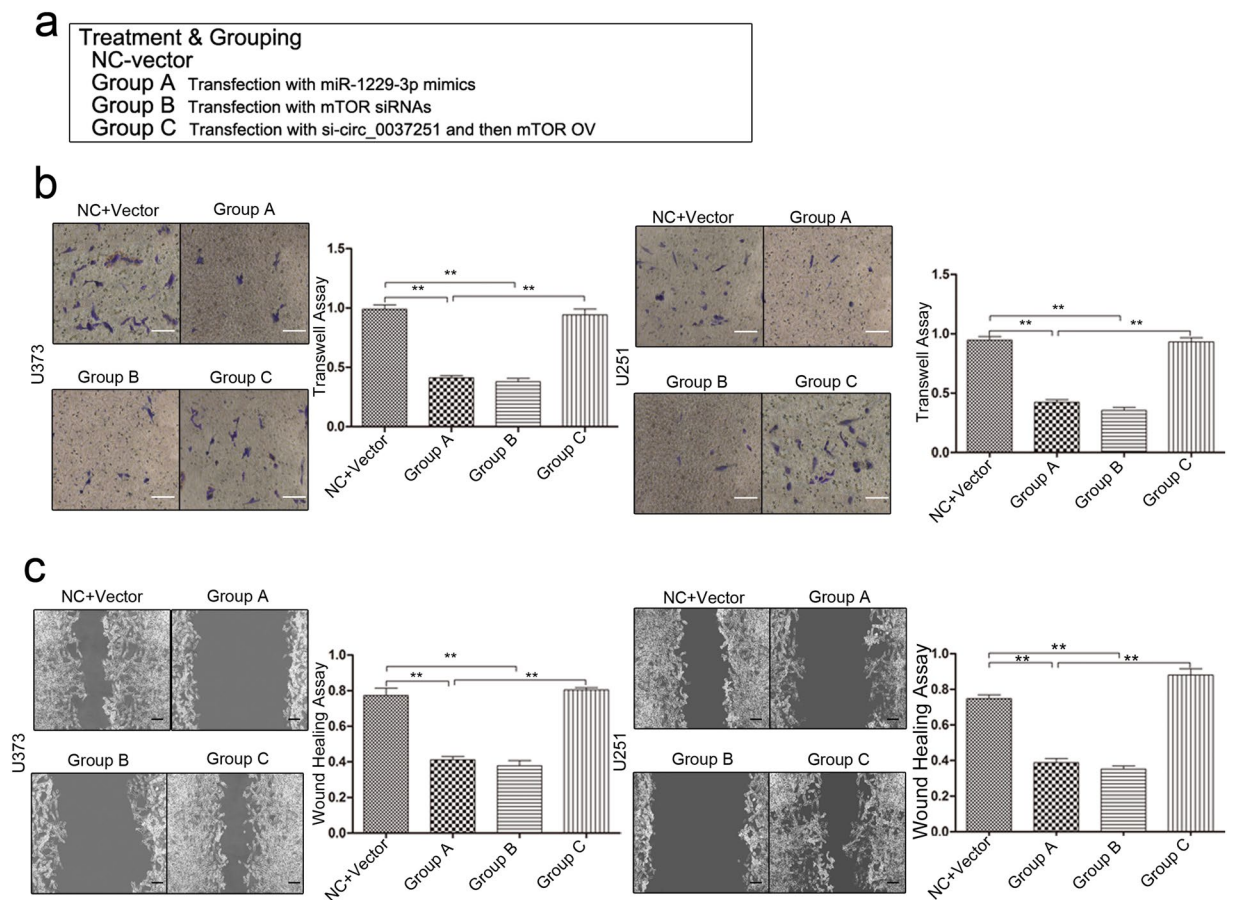 a
Treatment & Grouping
NC-vector
Group A Transfection with miR-1229-3p mimics
Group B Transfection with mTOR siRNAs
Group C Transfection with si-circ_0037251 and then mTOR OV
b
NC+Vector Group A
U373
Group B Group C
Transwell Assay
1.5
1.0
0.5
0.0
**
** **
NC+Vector Group A Group B Group C
NC+Vector Group A
U251
Group B Group C
Transwell Assay
1.5
1.0
0.5
0.0
**
** **
NC+Vector Group A Group B Group C
c
NC+Vector Group A
U373
Group B Group C
Wound Healing Assay
1.0
0.8
0.6
0.4
0.2
0.0
**
** **
NC+Vector Group A Group B Group C
NC+Vector Group A
U251
Group B Group C
Wound Healing Assay
1.0
0.8
0.6
0.4
0.2
0.0
**
** **
NC+Vector Group A Group B Group C